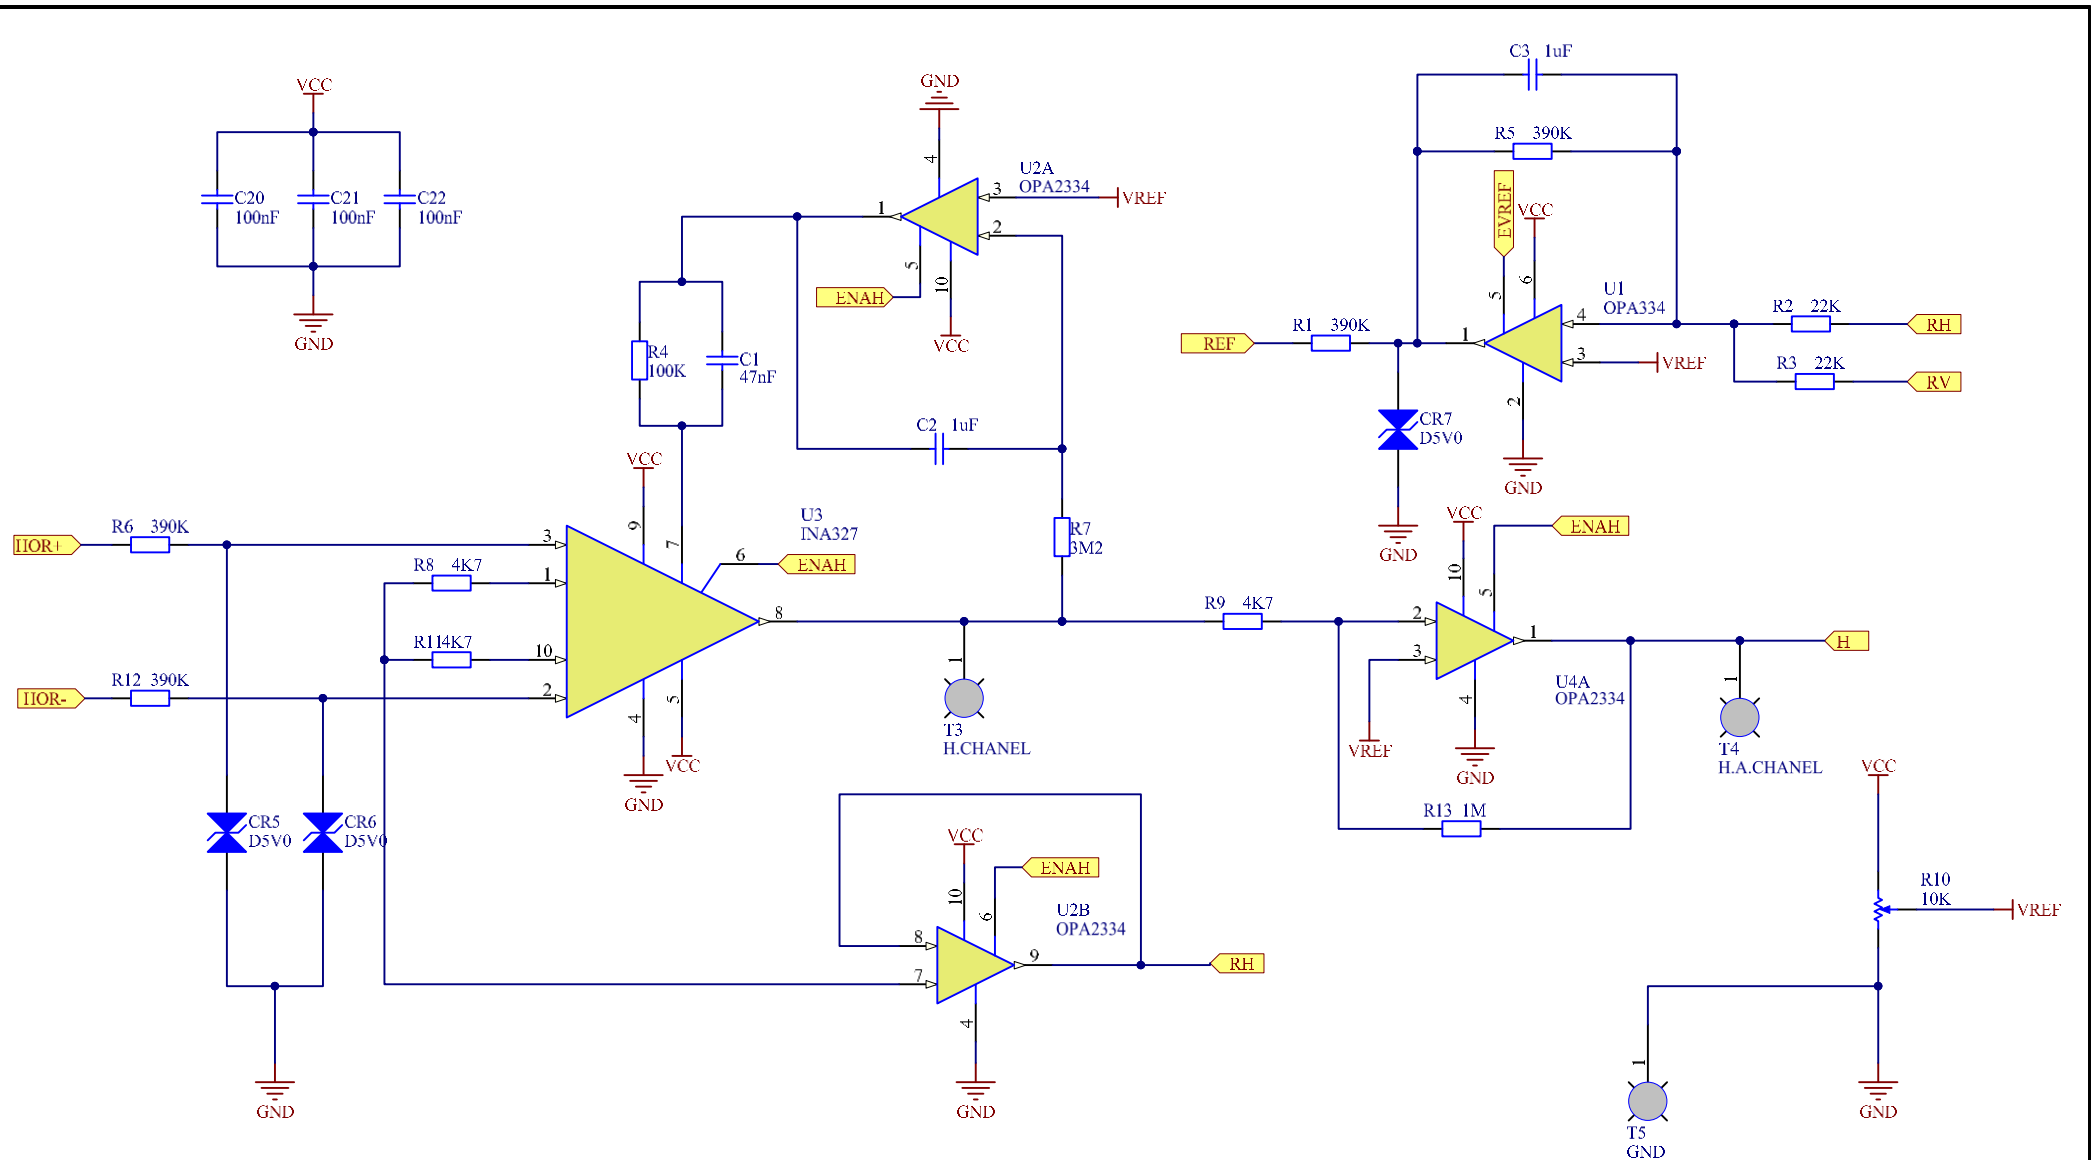 VCC
C20
100nF
C21
100nF
C22
100nF
GND
GND
4
U2A
OPA2334
3
VREF
2
1
5
10
ENAH
VCC
R4
100K
C1
47nF
C2 1uF
C3 1uF
R5 390K
EVREF
VCC
5
6
U1
OPA334
4
3
VREF
1
2
GND
REF
R1 390K
CR7
D5V0
GND
R2 22K
RH
R3 22K
RV
HOR+
R6 390K
3
R8 4K7
1
R11 4K7
10
HOR-
R12 390K
2
VCC
9
7
U3
INA327
6
ENAH
8
4
GND
5
VCC
R7
3M2
1
T3
H.CHANEL
R9 4K7
VCC
10
5
ENAH
2
3
VREF
1
U4A
OPA2334
4
GND
R13 1M
H
1
T4
H.A.CHANEL
CR5
D5V0
CR6
D5V0
GND
VCC
10
6
ENAH
U2B
OPA2334
8
7
9
RH
4
GND
VCC
R10
10K
VREF
GND
1
T5
GND